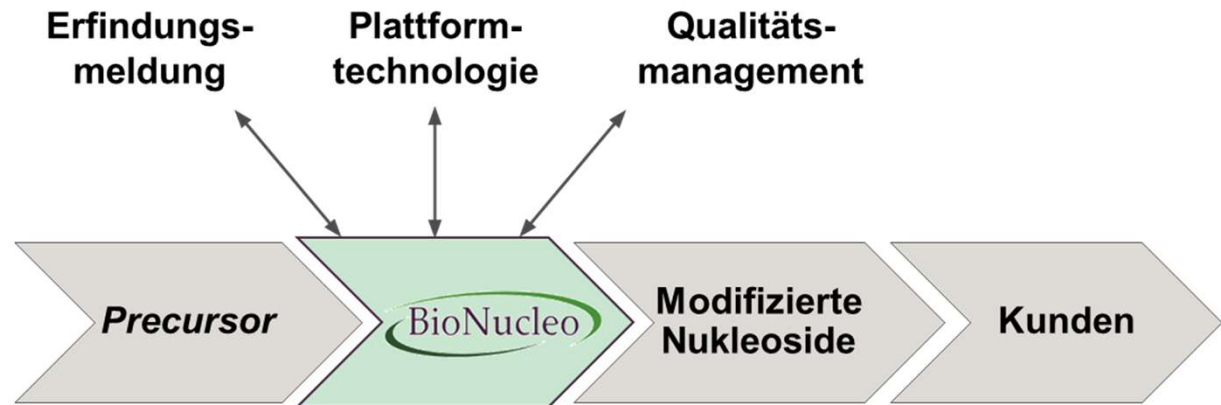 Erfindungs-
meldung
Plattform-
technologie
Qualitäts-
management
Precursor
BioNucleo
Modifizierte
Nukleoside
Kunden